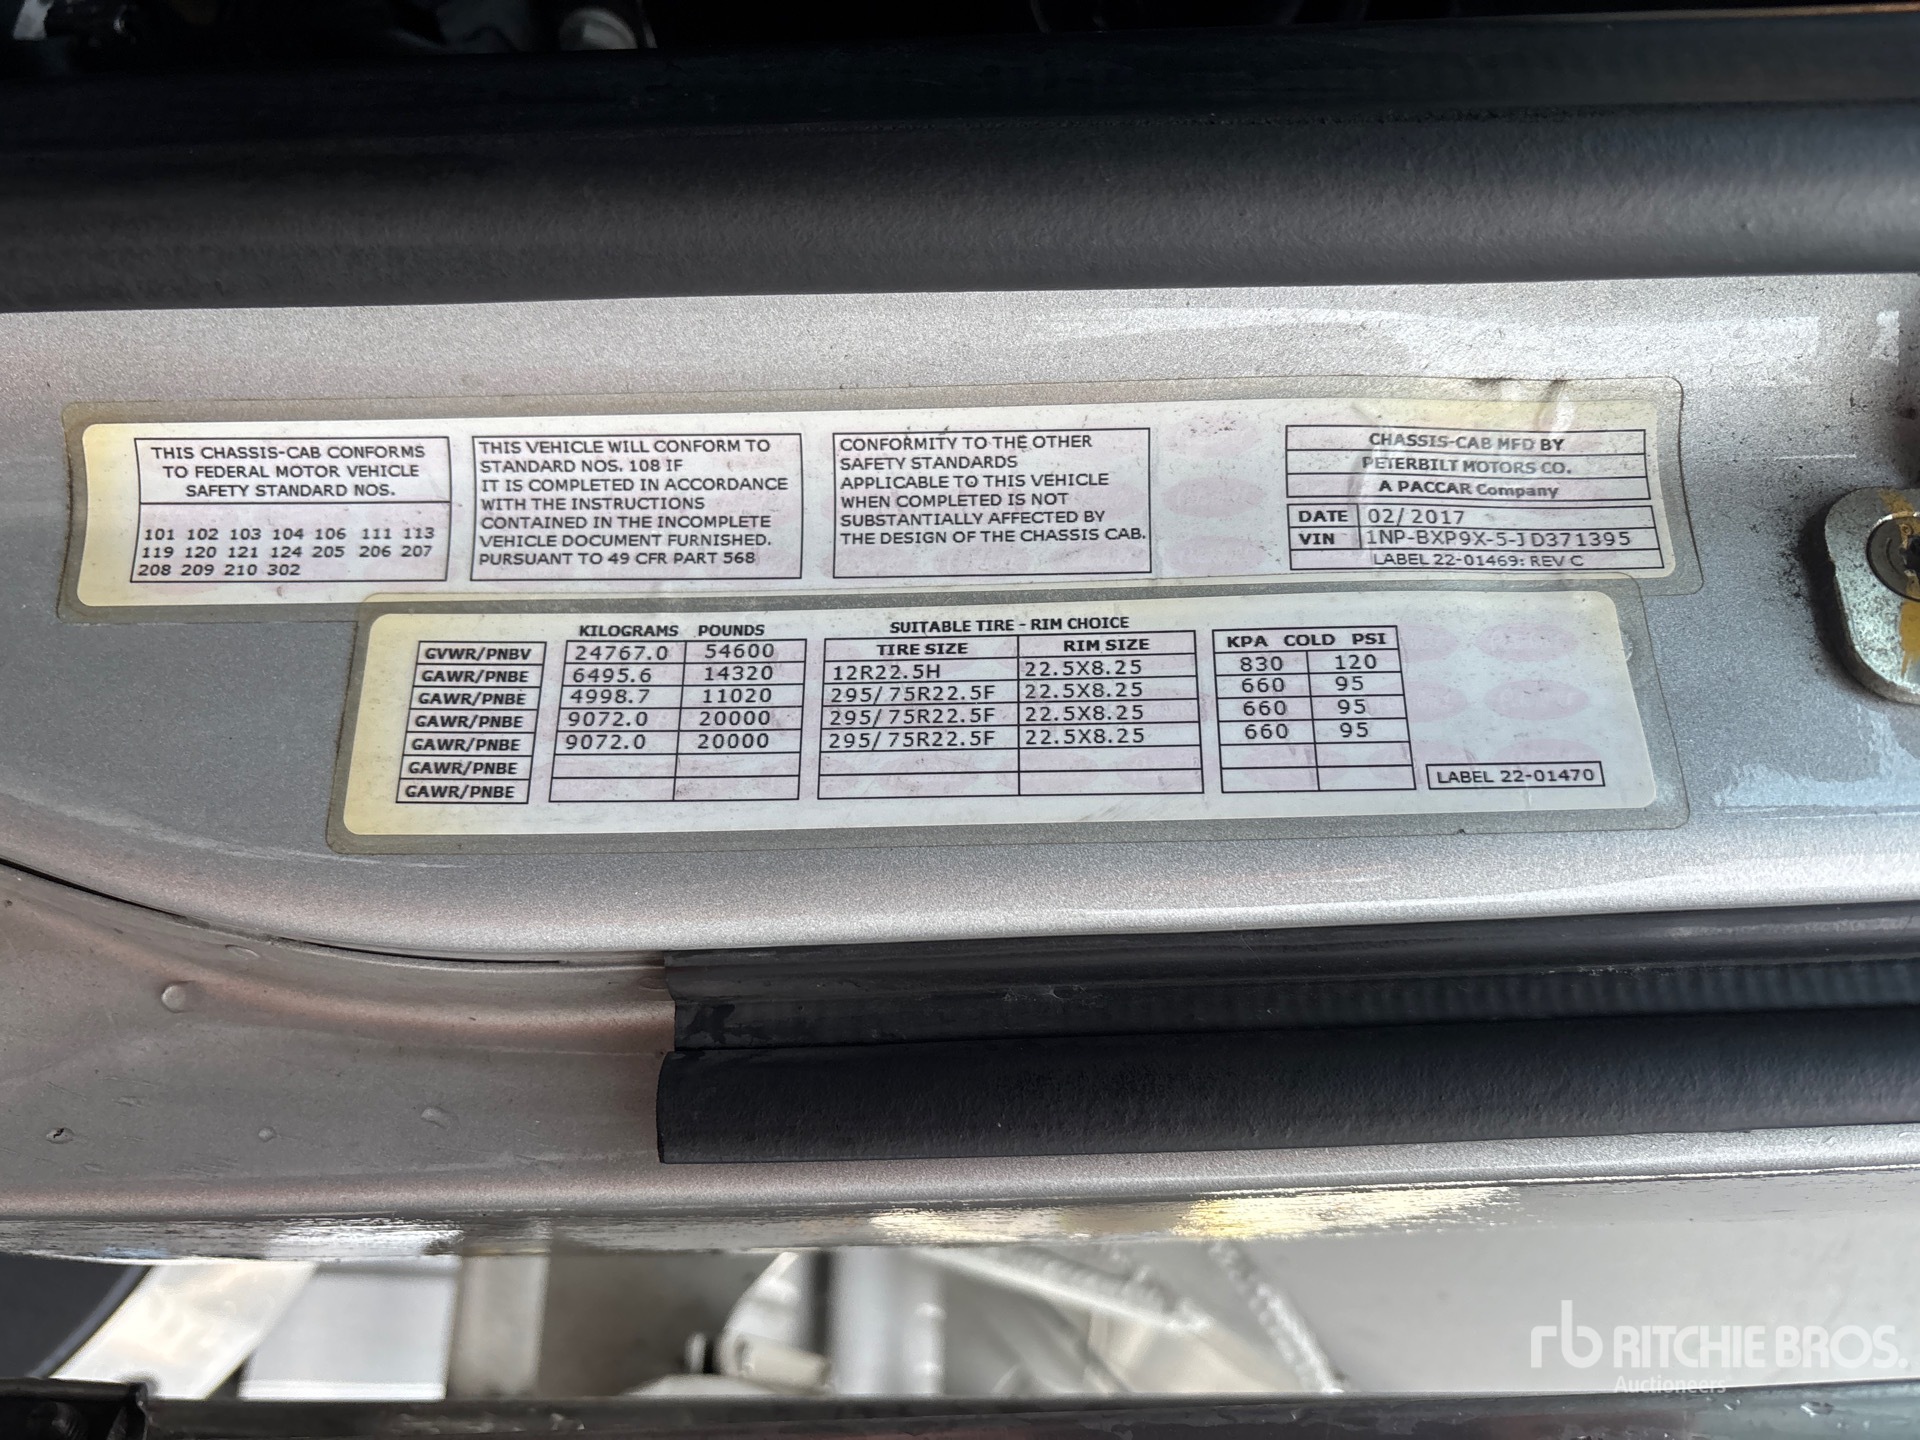 THIS CHASSIS-CAB CONFORMS
TO FEDERAL MOTOR VEHICLE
SAFETY STANDARD NOS.
101 102 103 104 106 111 113
119 120 121 124 205 206 207
208 209 210 302
THIS VEHICLE WILL CONFORM TO
STANDARD NOS. 108 IF
IT IS COMPLETED IN ACCORDANCE
WITH THE INSTRUCTIONS
CONTAINED IN THE INCOMPLETE
VEHICLE DOCUMENT FURNISHED.
PURSUANT TO 49 CFR PART 568
CONFORMITY TO THE OTHER
SAFETY STANDARDS
APPLICABLE TO THIS VEHICLE
WHEN COMPLETED IS NOT
SUBSTANTIALLY AFFECTED BY
THE DESIGN OF THE CHASSIS CAB.
CHASSIS-CAB MFD BY
PETERBILT MOTORS CO.
A PACCAR Company
DATE 02/2017
VIN 1NP-BXP9X-5-JD371395
LABEL 22-01469: REV C
KILOGRAMS POUNDS SUITABLE TIRE - RIM CHOICE
TIRE SIZE RIM SIZE KPA COLD PSI
GVWR/PNBV 24767.0 54600
GAWR/PNBE 6495.6 14320 12R22.5H 22.5X8.25 830 120
GAWR/PNBE 4998.7 11020 295/75R22.5F 22.5X8.25 660 95
GAWR/PNBE 9072.0 20000 295/75R22.5F 22.5X8.25 660 95
GAWR/PNBE 9072.0 20000 295/75R22.5F 22.5X8.25 660 95
GAWR/PNBE
GAWR/PNBE
LABEL 22-01470
rb RITCHIE BROS.
Auctioneers